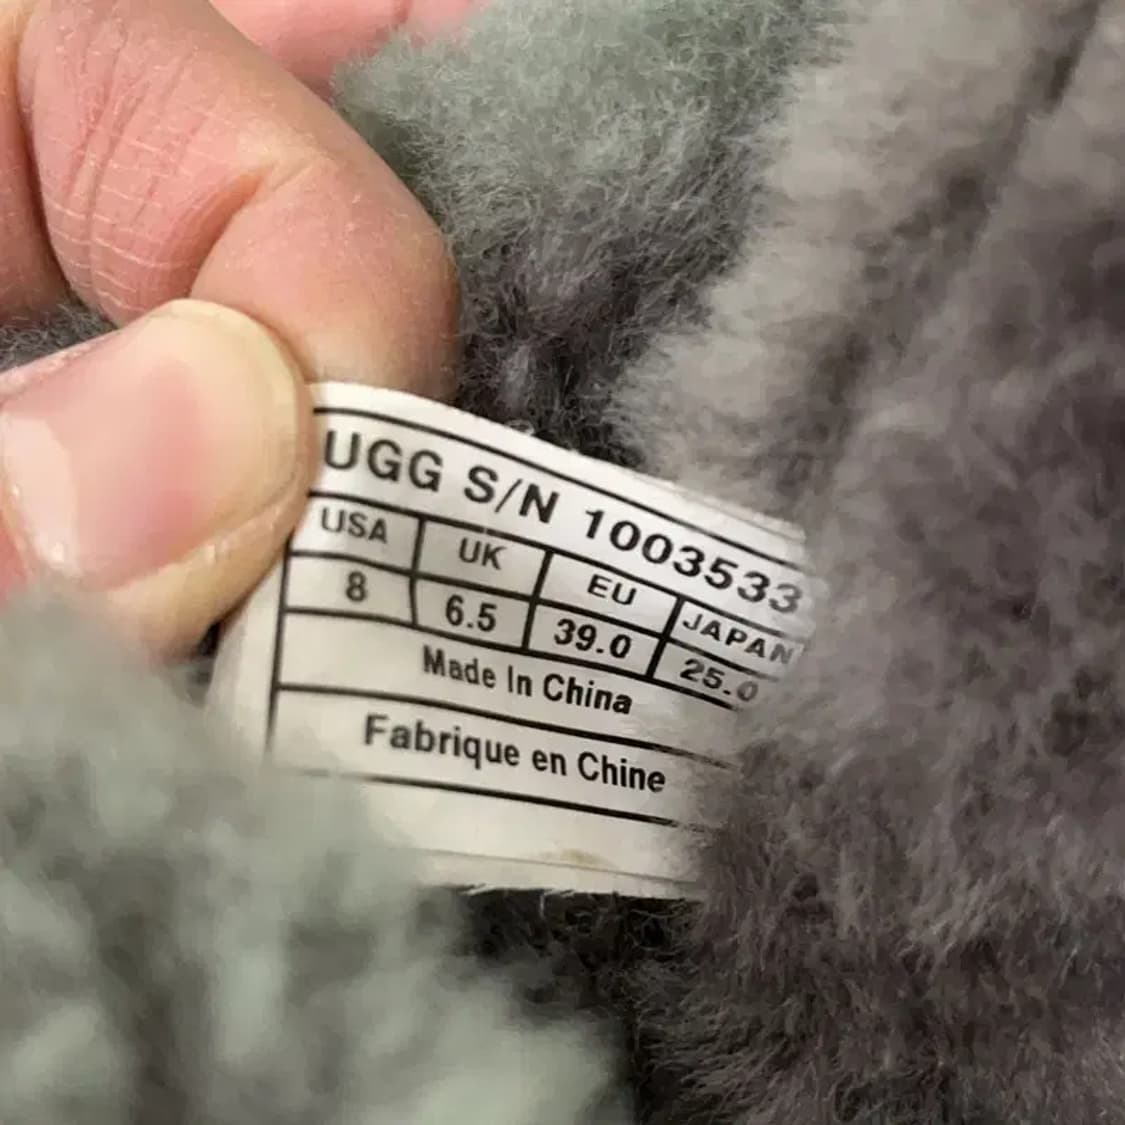 UGG S/N 1003533
USA UK EU JAPAN
8 6.5 39.0 25.0
Made In China
Fabrique en Chine